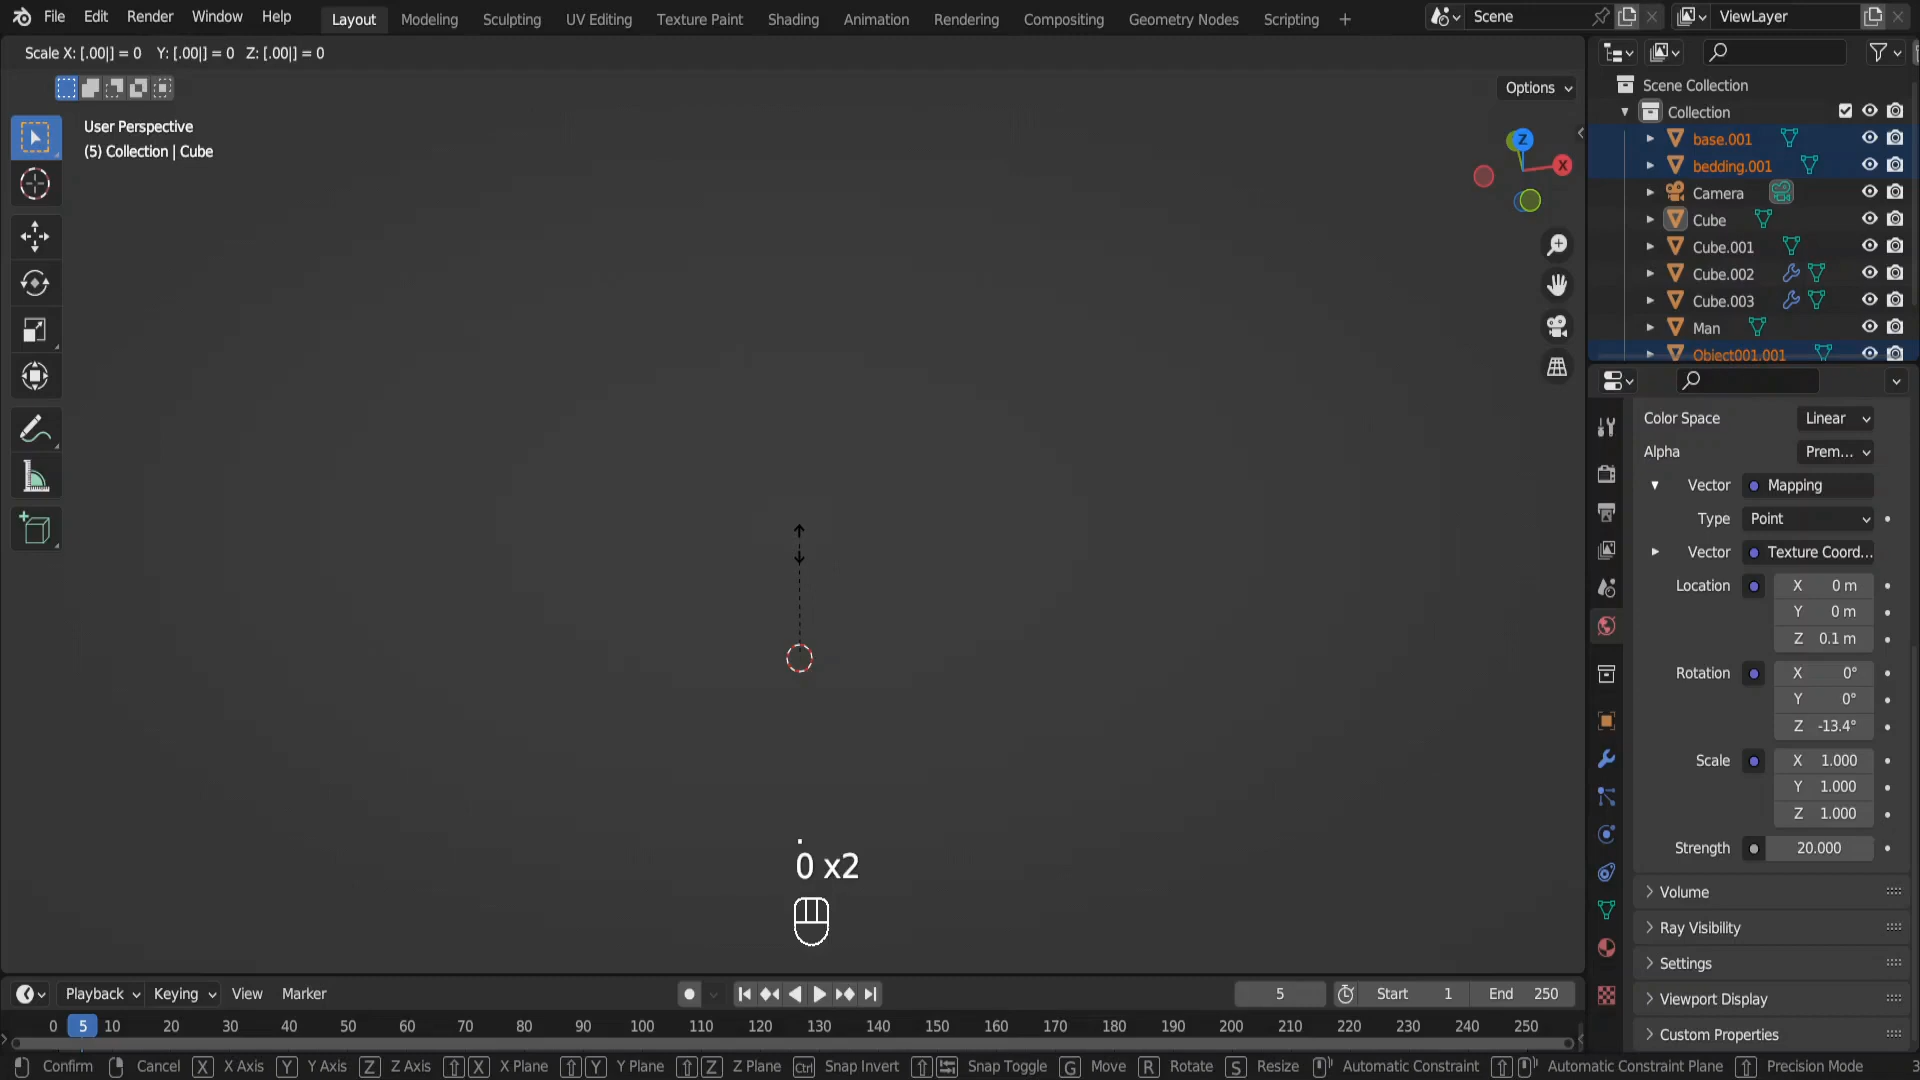 File Edit Render Window Help Layout Modeling Sculpting UV Editing Texture Paint Shading Animation Rendering Compositing Geometry Nodes Scripting + Scene ViewLayer
Scale X: [.00|] = 0 Y: [.00|] = 0 Z: [.00|] = 0
Options
User Perspective
(5) Collection | Cube
Z
X
Scene Collection
Collection
base.001
bedding.001
Camera
Cube
Cube.001
Cube.002
Cube.003
Man
Object001.001
Color Space Linear
Alpha Prem...
Vector Mapping
Type Point
Vector Texture Coord...
Location X 0 m
Y 0 m
Z 0.1 m
Rotation X 0°
Y 0°
Z -13.4°
Scale X 1.000
Y 1.000
Z 1.000
Strength 20.000
Volume
Ray Visibility
Settings
Viewport Display
Custom Properties
.
0 x2
Playback Keying View Marker 5 Start 1 End 250
0 5 10 20 30 40 50 60 70 80 90 100 110 120 130 140 150 160 170 180 190 200 210 220 230 240 250
Confirm Cancel X X Axis Y Y Axis Z Z Axis X X Plane Y Y Plane Z Z Plane Ctrl Snap Invert Snap Toggle G Move R Rotate S Resize Automatic Constraint Automatic Constraint Plane Precision Mode